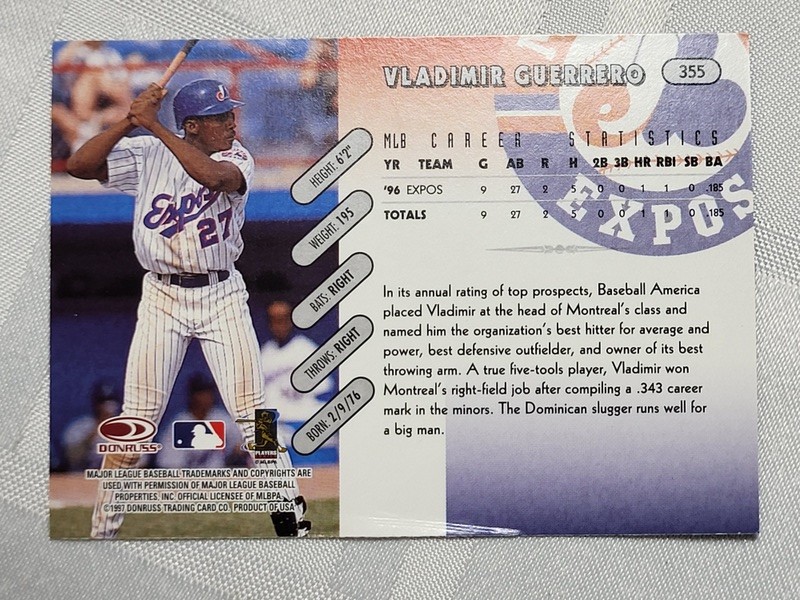 VLADIMIR GUERRERO
355
MLB CAREER STATISTICS
YR TEAM G AB R H 2B 3B HR RBI SB BA
'96 EXPOS 9 27 2 5 0 0 1 1 0 .185
TOTALS 9 27 2 5 0 0 1 1 0 .185
EXPOS
In its annual rating of top prospects, Baseball America
placed Vladimir at the head of Montreal's class and
named him the organization's best hitter for average and
power, best defensive outfielder, and owner of its best
throwing arm. A true five-tools player, Vladimir won
Montreal's right-field job after compiling a .343 career
mark in the minors. The Dominican slugger runs well for
a big man.
HEIGHT: 6'2"
WEIGHT: 195
BATS: RIGHT
THROWS: RIGHT
BORN: 2/9/76
Expos
27
DONRUSS
PLAYERS
MAJOR LEAGUE BASEBALL TRADEMARKS AND COPYRIGHTS ARE
USED WITH PERMISSION OF MAJOR LEAGUE BASEBALL
PROPERTIES, INC. OFFICIAL LICENSEE OF MLBPA.
©1997 DONRUSS TRADING CARD CO. PRODUCT OF USA